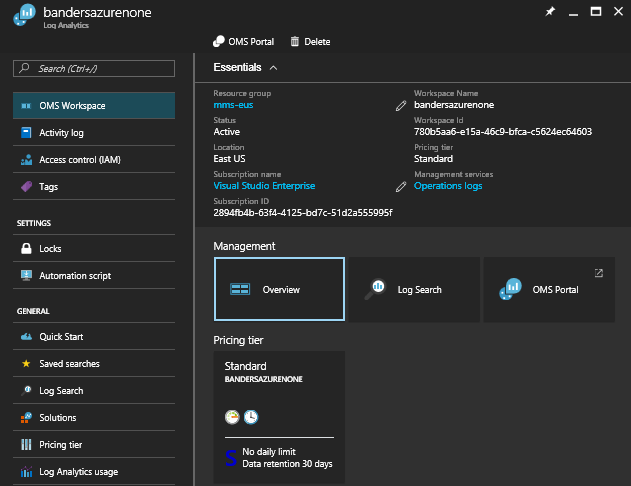 bandersazurenone
Log Analytics
OMS Portal
Delete
Search (Ctrl+/)
OMS Workspace
Activity log
Access control (IAM)
Tags
SETTINGS
Locks
Automation script
GENERAL
Quick Start
Saved searches
Log Search
Solutions
Pricing tier
Log Analytics usage
Essentials
Resource group
mms-eus
Status
Active
Location
East US
Subscription name
Visual Studio Enterprise
Subscription ID
2894fb4b-63f4-4125-bd7c-51d2a555995f
Workspace Name
bandersazurenone
Workspace Id
780b5aa6-e15a-46c9-bfca-c5624ec64603
Pricing tier
Standard
Management services
Operations logs
Management
Overview
Log Search
OMS Portal
Pricing tier
Standard
BANDERSAZURENONE
S
No daily limit
Data retention 30 days